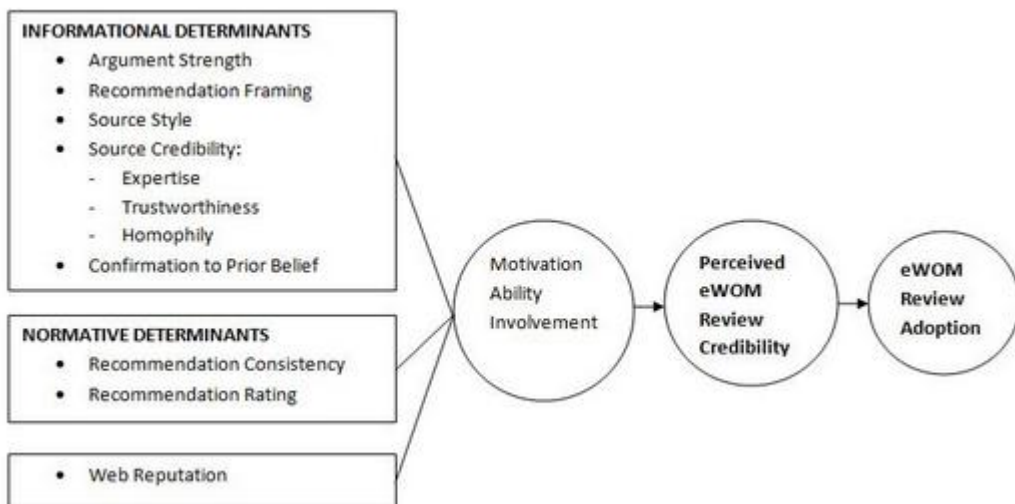 INFORMATIONAL DETERMINANTS
• Argument Strength
• Recommendation Framing
• Source Style
• Source Credibility:
- Expertise
- Trustworthiness
- Homophily
• Confirmation to Prior Belief
NORMATIVE DETERMINANTS
• Recommendation Consistency
• Recommendation Rating
• Web Reputation
Motivation
Ability
Involvement
Perceived
eWOM
Review
Credibility
eWOM
Review
Adoption